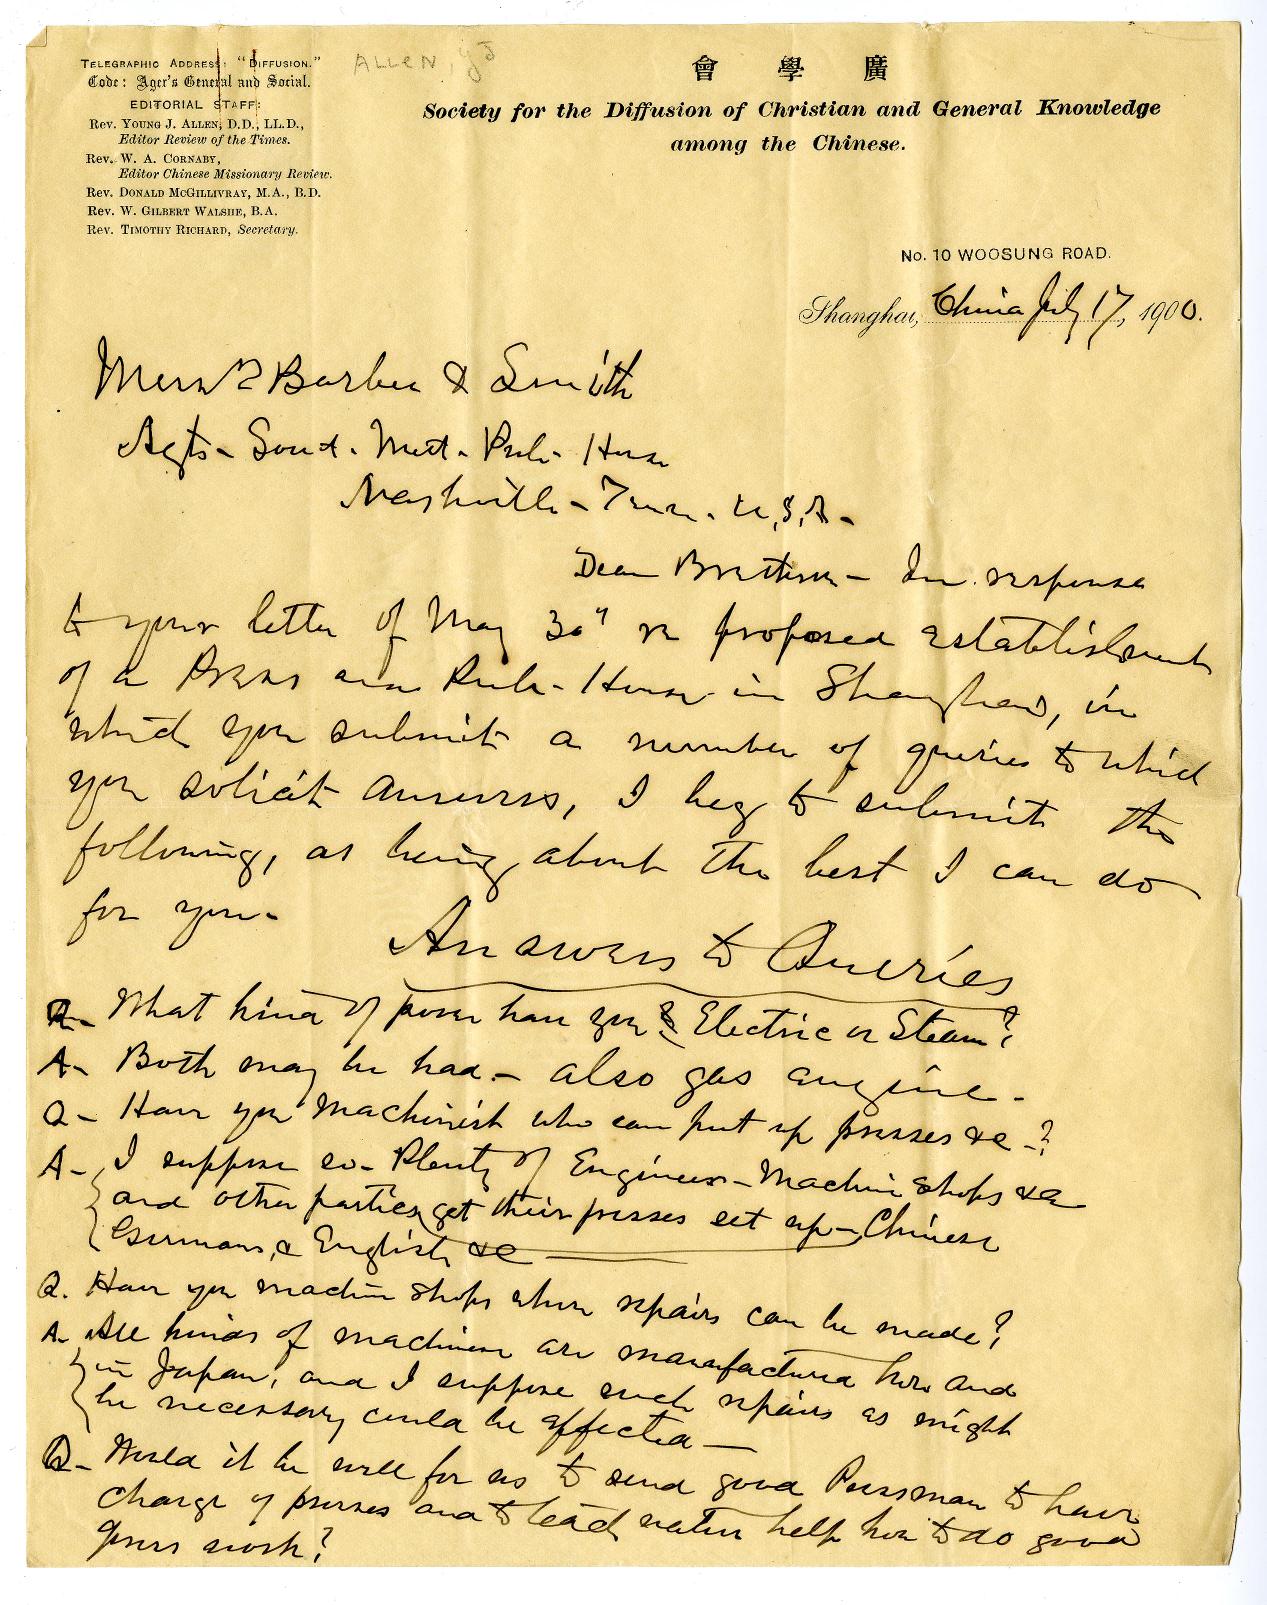 TELEGRAPHIC ADDRESS: "DIFFUSION."
Code: Ager's General and Social.
EDITORIAL STAFF:
Rev. YOUNG J. ALLEN, D.D., LL.D.,
Editor Review of the Times.
Rev. W. A. CORNABY,
Editor Chinese Missionary Review.
Rev. DONALD McGILLIVRAY, M.A., B.D.
Rev. W. GILBERT WALSHE, B.A.
Rev. TIMOTHY RICHARD, Secretary.
ALLEN, YJ
會學廣
Society for the Diffusion of Christian and General Knowledge
among the Chinese.
No. 10 WOOSUNG ROAD.
Shanghai, China July 17, 1900.
Messrs Barbee & Smith
Agts - South. Meth - Pub - House
Nashville - Tenn. U.S.A -
Dear Brethren - In response
to your letter of May 30" re proposed establishment
of a Press and Pub - House in Shanghai, in
which you submit a number of queries to which
you solicit answers, I beg to submit the
following, as being about the best I can do
for you -
Answers to Queries
Q - What kind of power have you? Electric or Steam?
A - Both may be had - also gas engine -
Q - Have you Machinist who can put up presses &c - ?
A - I suppose so - Plenty of Engineers - Machine Shops &c
and other parties get their presses set up - Chinese
Germans, & English &c
Q. Have you machine shops where repairs can be made?
A. All kinds of machinery are manufactured here and
in Japan, and I suppose such repairs as might
be necessary could be effected -
Q - Would it be well for us to send good Pressman to have
charge of presses and to teach native help how to do good
press work?